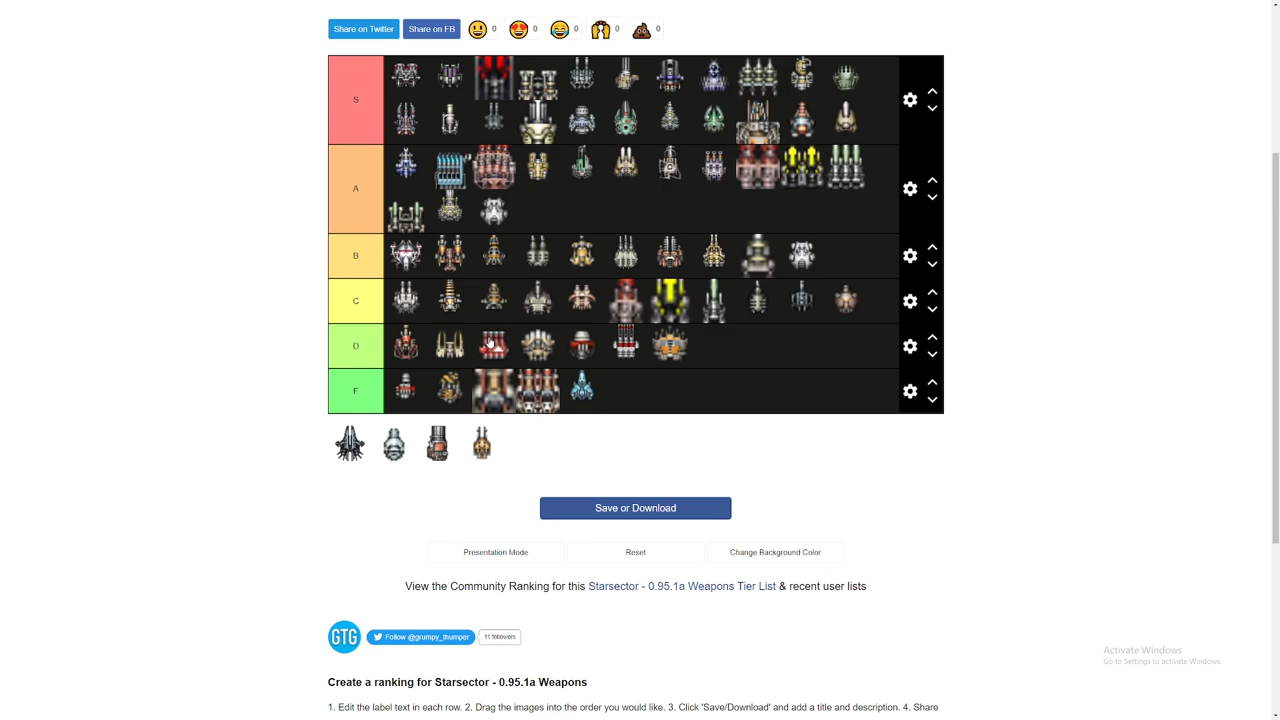 Share on Twitter Share on FB 0 0 0 0 0
S
A
B
C
D
F
Save or Download
Presentation Mode Reset Change Background Color
View the Community Ranking for this Starsector - 0.95.1a Weapons Tier List & recent user lists
GTG Follow @grumpy_thumper 11 followers
Activate Windows
Go to Settings to activate Windows.
Create a ranking for Starsector - 0.95.1a Weapons
1. Edit the label text in each row. 2. Drag the images into the order you would like. 3. Click 'Save/Download' and add a title and description. 4. Share